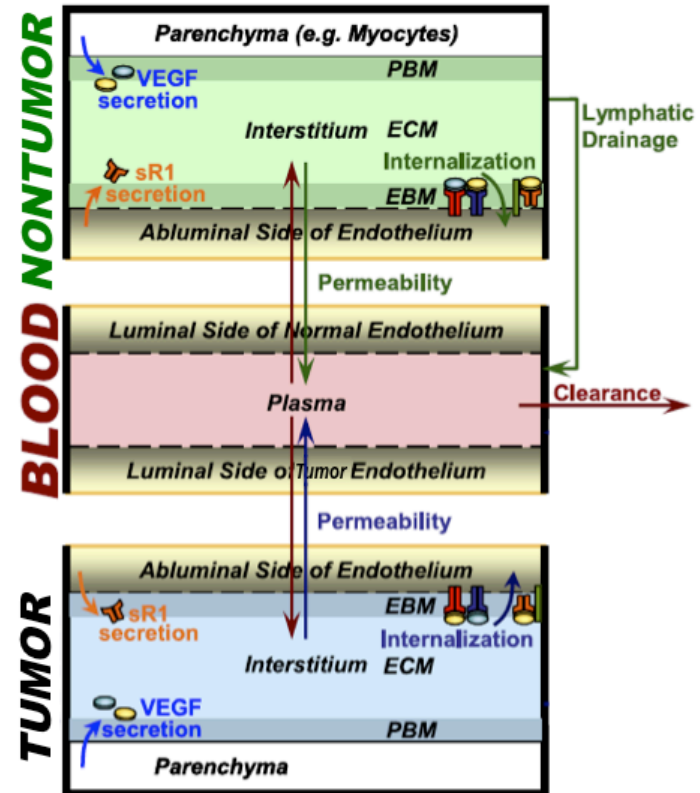 NONTUMOR
Parenchyma (e.g. Myocytes)
PBM
VEGF
secretion
Interstitium ECM
Lymphatic
Drainage
Internalization
sR1
secretion
EBM
Abluminal Side of Endothelium
Permeability
BLOOD
Luminal Side of Normal Endothelium
Plasma
Clearance
Luminal Side of Tumor Endothelium
Permeability
TUMOR
Abluminal Side of Endothelium
EBM
sR1
secretion
Internalization
Interstitium ECM
VEGF
secretion
PBM
Parenchyma